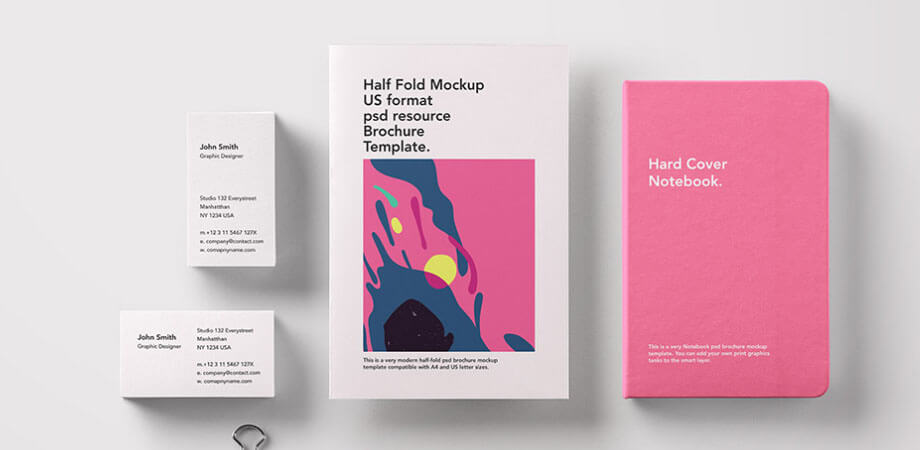 John Smith
Graphic Designer
Studio 132 Everystreet
Manhatthan
NY 1234 USA
m.+12 3 11 5467 127X
e. company@contact.com
w. comapnyname.com
John Smith
Graphic Designer
Studio 132 Everystreet
Manhatthan
NY 1234 USA
m.+12 3 11 5467 127X
e. company@contact.com
w. comapnyname.com
Half Fold Mockup
US format
psd resource
Brochure
Template.
This is a very modern half-fold psd brochure mockup
template compatible with A4 and US letter sizes.
Hard Cover
Notebook.
This is a very Notebook psd brochure mockup
template. You can add your own print graphics
tasks to the smart layer.